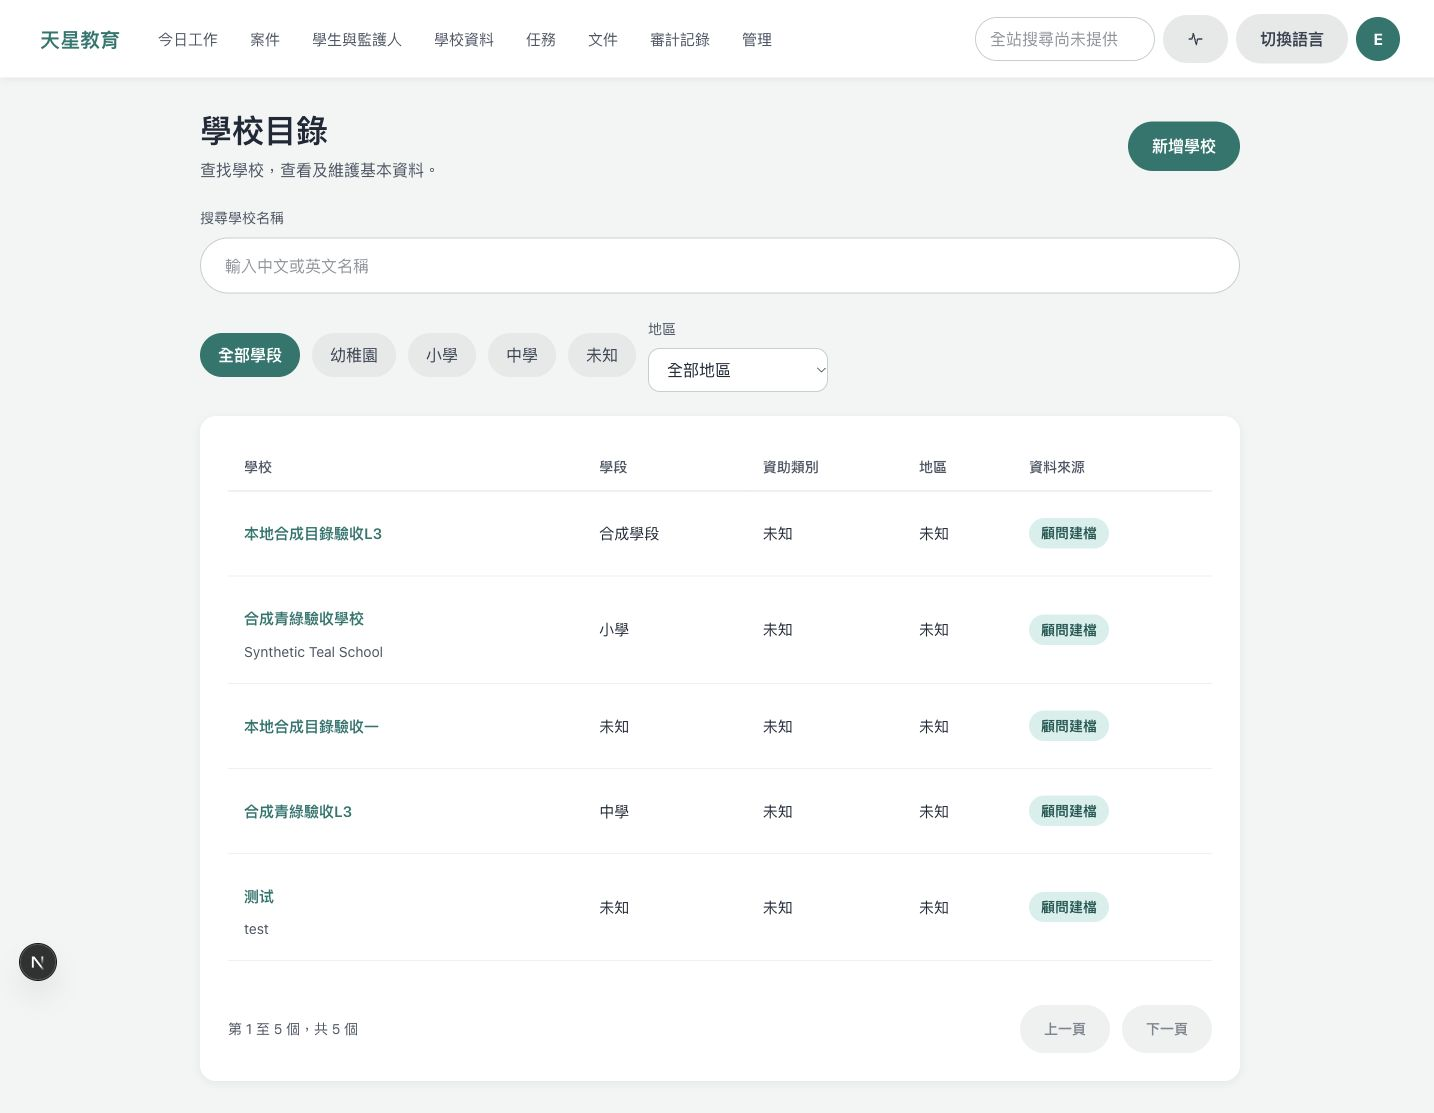 天星教育 今日工作 案件 學生與監護人 學校資料 任務 文件 審計記錄 管理 全站搜尋尚未提供 切換語言 E
學校目錄
查找學校，查看及維護基本資料。
新增學校
搜尋學校名稱
輸入中文或英文名稱
地區
全部學段 幼稚園 小學 中學 未知 全部地區
學校 學段 資助類別 地區 資料來源
本地合成目錄驗收L3 合成學段 未知 未知 顧問建檔
合成青綠驗收學校
Synthetic Teal School
小學 未知 未知 顧問建檔
本地合成目錄驗收一 未知 未知 未知 顧問建檔
合成青綠驗收L3 中學 未知 未知 顧問建檔
测试
test
未知 未知 未知 顧問建檔
N
第 1 至 5 個，共 5 個 上一頁 下一頁